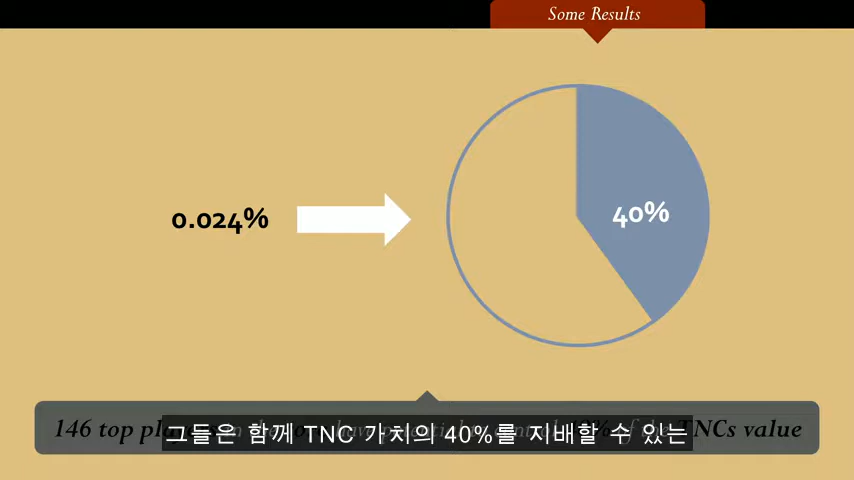 Some Results
0.024%
40%
146 top players
그들은 함께 TNC 가치의 40%를 지배할 수 있는
TNCs value